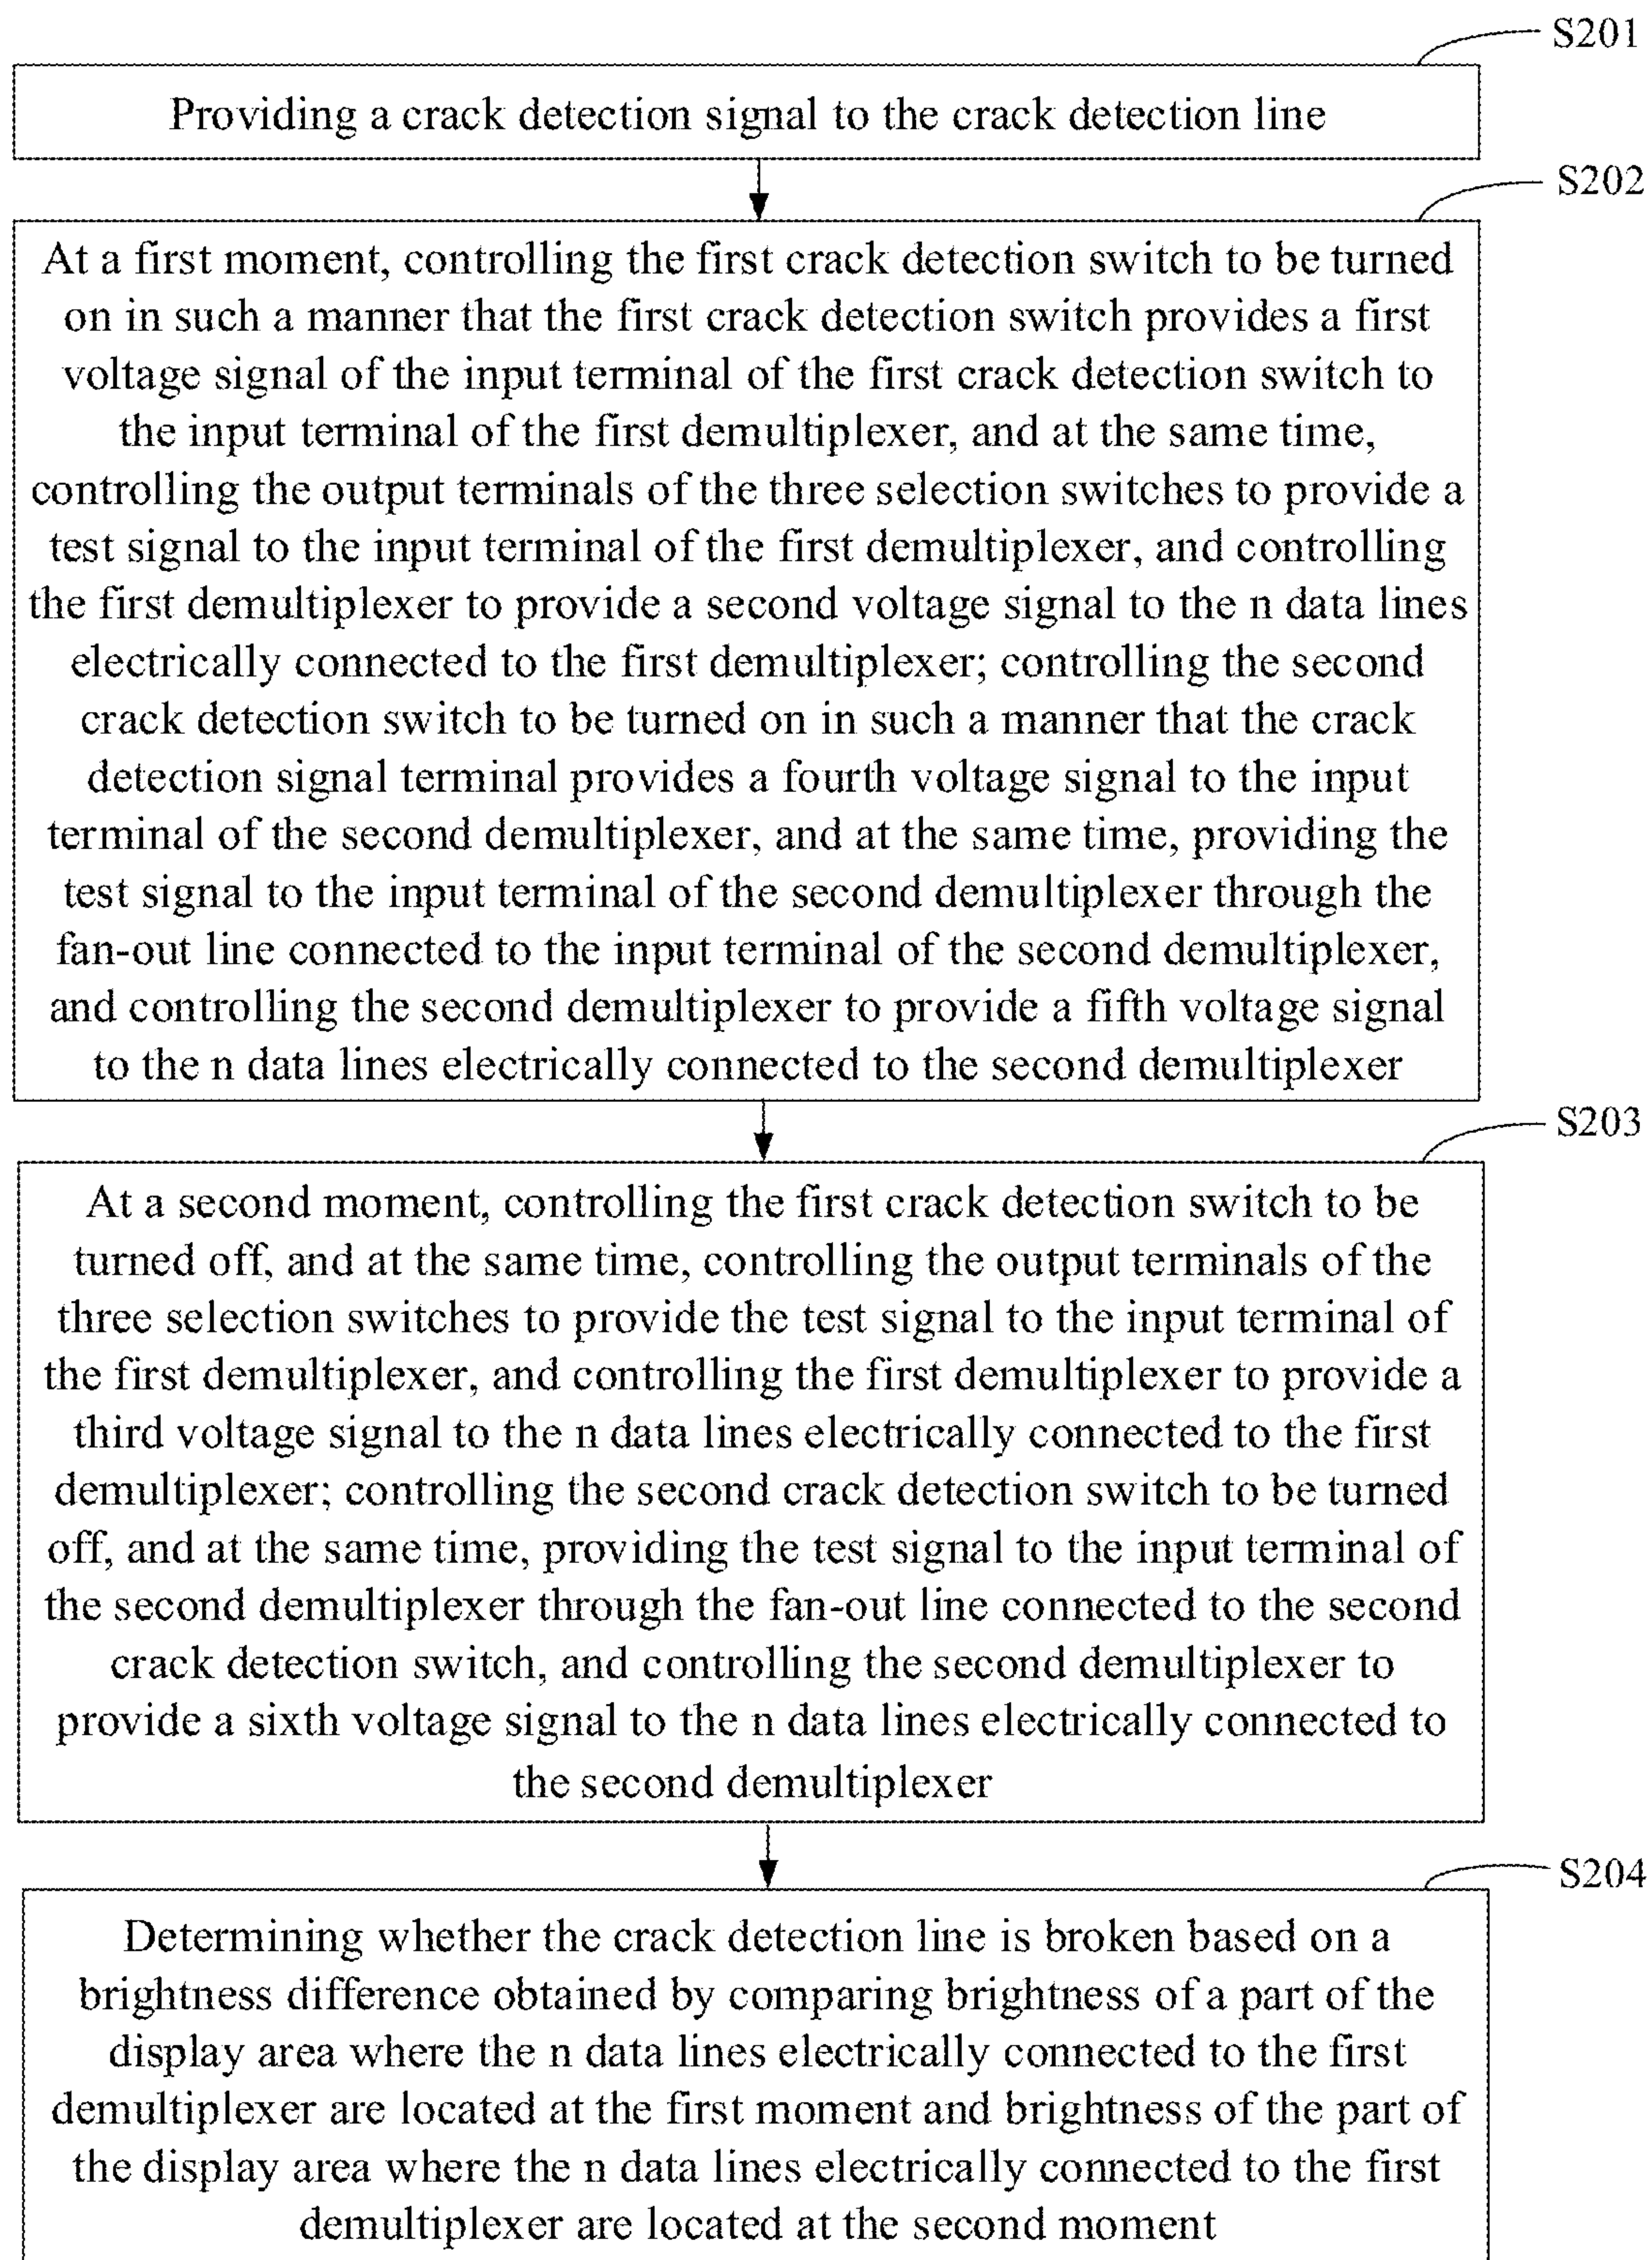 S201
Providing a crack detection signal to the crack detection line
S202
At a first moment, controlling the first crack detection switch to be turned
on in such a manner that the first crack detection switch provides a first
voltage signal of the input terminal of the first crack detection switch to
the input terminal of the first demultiplexer, and at the same time,
controlling the output terminals of the three selection switches to provide a
test signal to the input terminal of the first demultiplexer, and controlling
the first demultiplexer to provide a second voltage signal to the n data lines
electrically connected to the first demultiplexer; controlling the second
crack detection switch to be turned on in such a manner that the crack
detection signal terminal provides a fourth voltage signal to the input
terminal of the second demultiplexer, and at the same time, providing the
test signal to the input terminal of the second demultiplexer through the
fan-out line connected to the input terminal of the second demultiplexer,
and controlling the second demultiplexer to provide a fifth voltage signal
to the n data lines electrically connected to the second demultiplexer
S203
At a second moment, controlling the first crack detection switch to be
turned off, and at the same time, controlling the output terminals of the
three selection switches to provide the test signal to the input terminal of
the first demultiplexer, and controlling the first demultiplexer to provide a
third voltage signal to the n data lines electrically connected to the first
demultiplexer; controlling the second crack detection switch to be turned
off, and at the same time, providing the test signal to the input terminal of
the second demultiplexer through the fan-out line connected to the second
crack detection switch, and controlling the second demultiplexer to
provide a sixth voltage signal to the n data lines electrically connected to
the second demultiplexer
S204
Determining whether the crack detection line is broken based on a
brightness difference obtained by comparing brightness of a part of the
display area where the n data lines electrically connected to the first
demultiplexer are located at the first moment and brightness of the part of
the display area where the n data lines electrically connected to the first
demultiplexer are located at the second moment